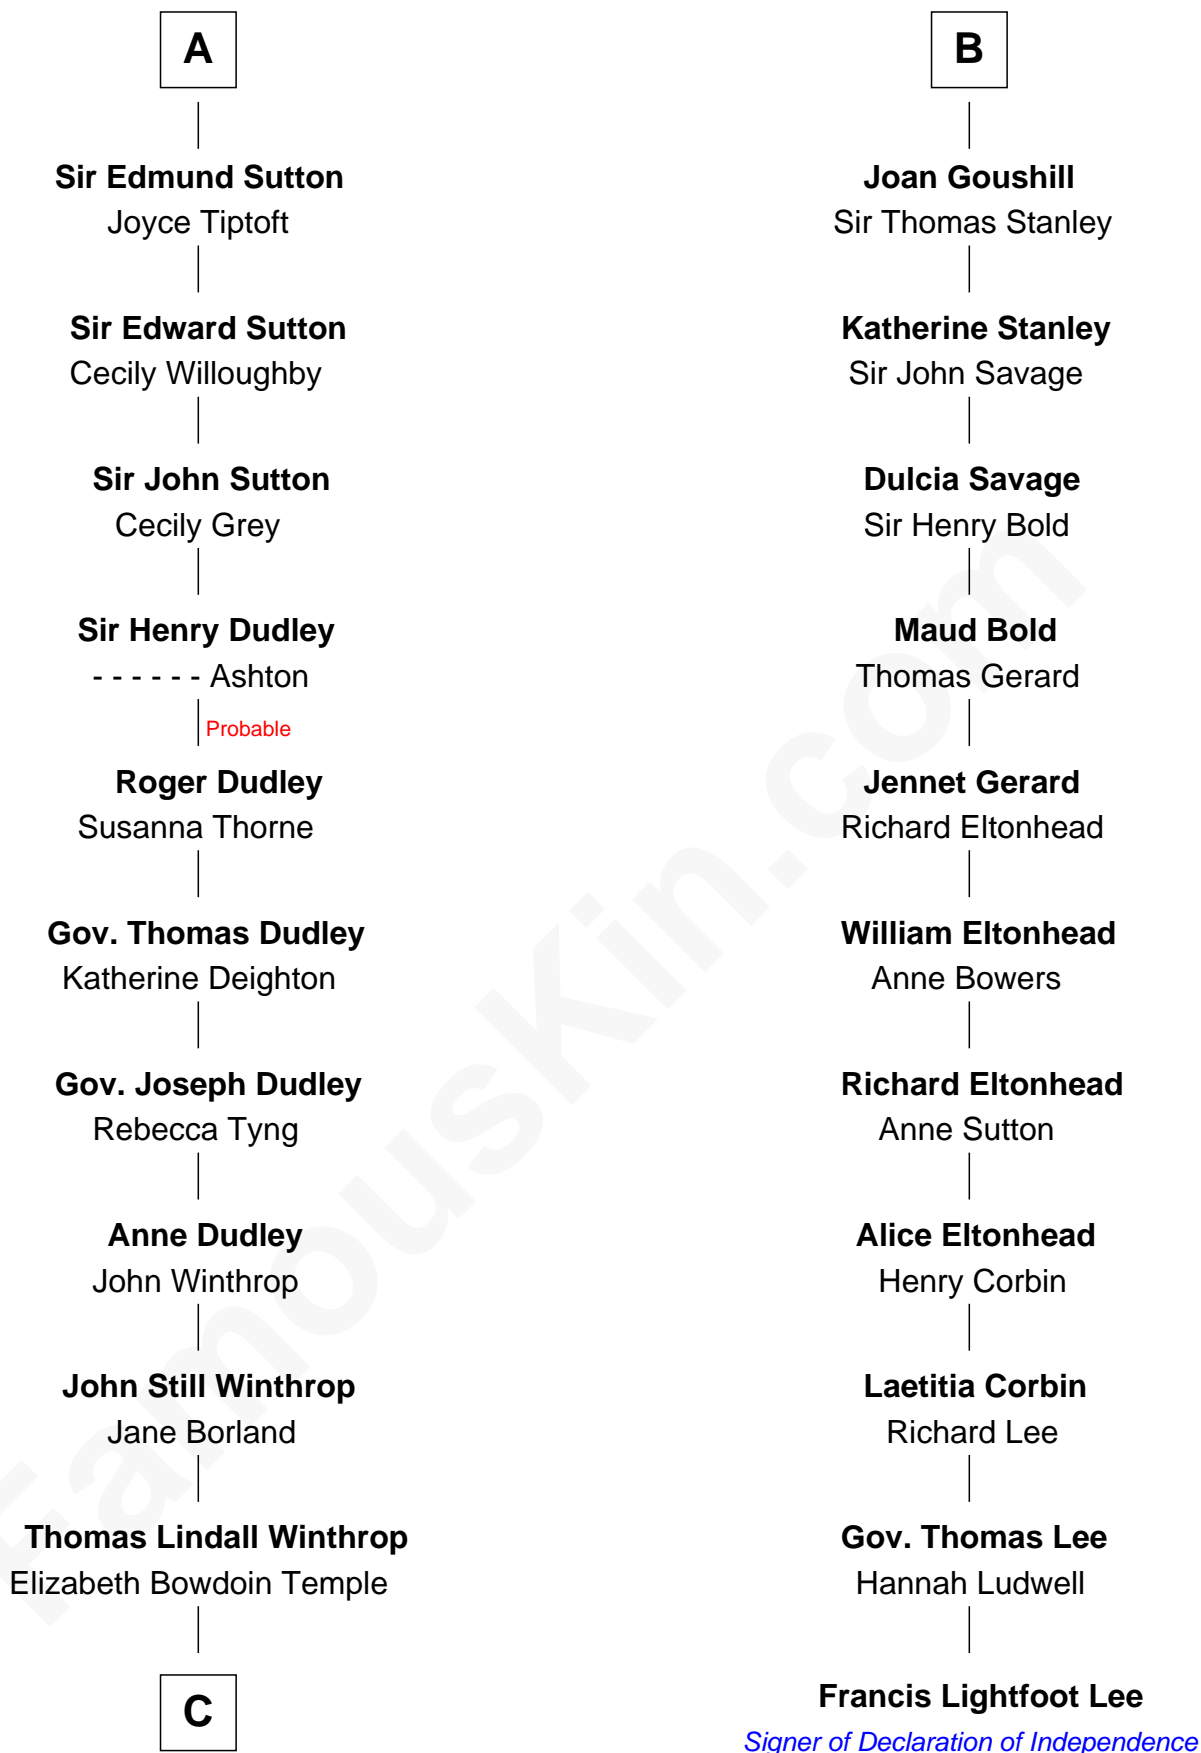 A
Sir Edmund Sutton
Joyce Tiptoft
Sir Edward Sutton
Cecily Willoughby
Sir John Sutton
Cecily Grey
Sir Henry Dudley
- - - - - - Ashton
Probable
Roger Dudley
Susanna Thorne
Gov. Thomas Dudley
Katherine Deighton
Gov. Joseph Dudley
Rebecca Tyng
Anne Dudley
John Winthrop
John Still Winthrop
Jane Borland
Thomas Lindall Winthrop
Elizabeth Bowdoin Temple
C
B
Joan Goushill
Sir Thomas Stanley
Katherine Stanley
Sir John Savage
Dulcia Savage
Sir Henry Bold
Maud Bold
Thomas Gerard
Jennet Gerard
Richard Eltonhead
William Eltonhead
Anne Bowers
Richard Eltonhead
Anne Sutton
Alice Eltonhead
Henry Corbin
Laetitia Corbin
Richard Lee
Gov. Thomas Lee
Hannah Ludwell
Francis Lightfoot Lee
Signer of Declaration of Independence
FamousKin.com